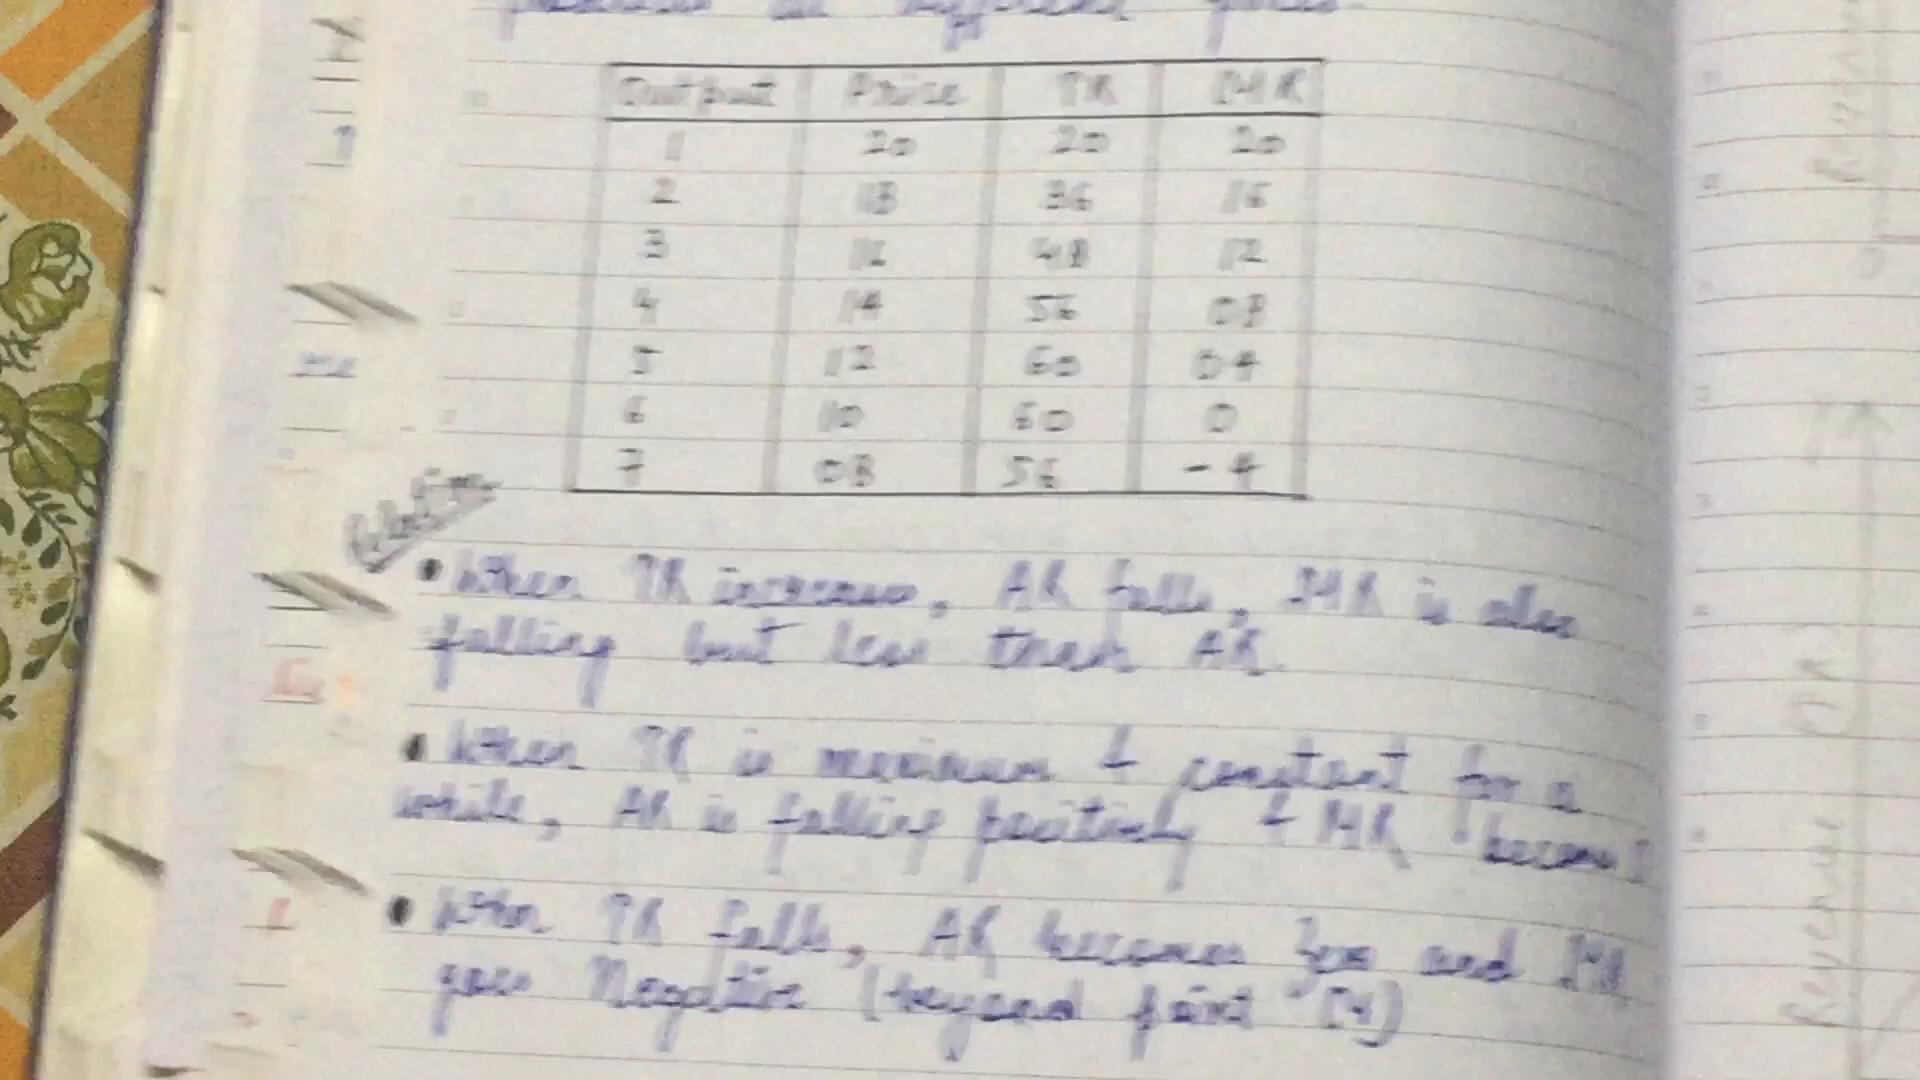 Output Price TR MR
1 20 20 20
2 18 36 16
3 16 48 12
4 14 56 08
5 12 60 04
6 10 60 0
7 08 56 -4
Relation
• When TR increases, AR falls, MR is also
falling but less than AR.
• When TR is maximum & constant for a
while, AR is falling positively & MR becomes
• When TR falls, AR becomes Zero and MR
goes Negative (beyond point
Revenue